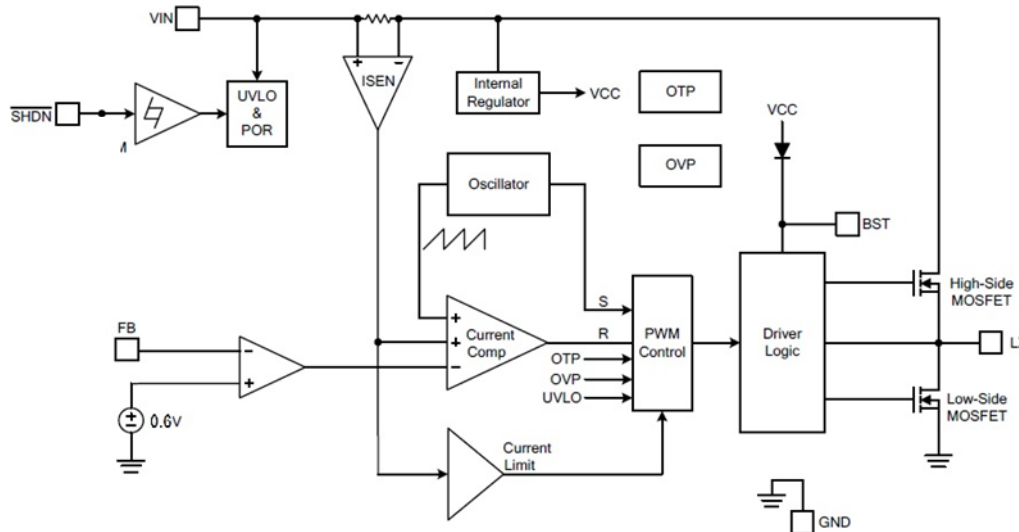 VIN
ISEN
SHDN
UVLO
&
POR
Internal
Regulator
VCC
OTP
VCC
OVP
Oscillator
BST
High-Side
MOSFET
S
FB
Current
Comp
R
PWM
Control
Driver
Logic
OTP
OVP
UVLO
0.6V
Low-Side
MOSFET
Current
Limit
GND